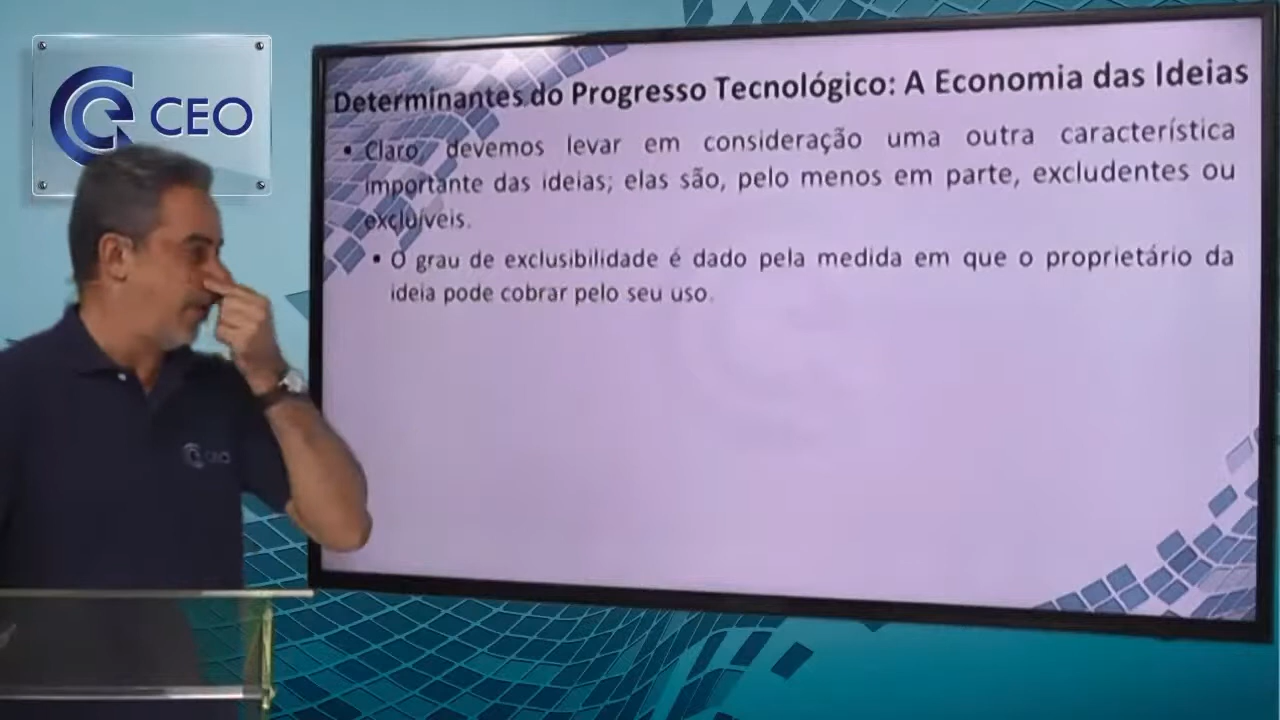 CEO
Determinantes do Progresso Tecnológico: A Economia das Ideias
• Claro, devemos levar em consideração uma outra característica
importante das ideias; elas são, pelo menos em parte, excludentes ou
excluíveis.
• O grau de exclusibilidade é dado pela medida em que o proprietário da
ideia pode cobrar pelo seu uso.
CEO